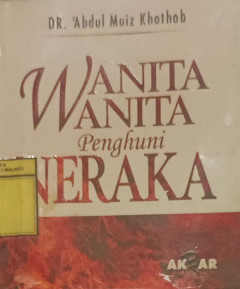 DR. 'Abdul Muiz Khothob
WANITA
WANITA
Penghuni
NERAKA
AKBAR